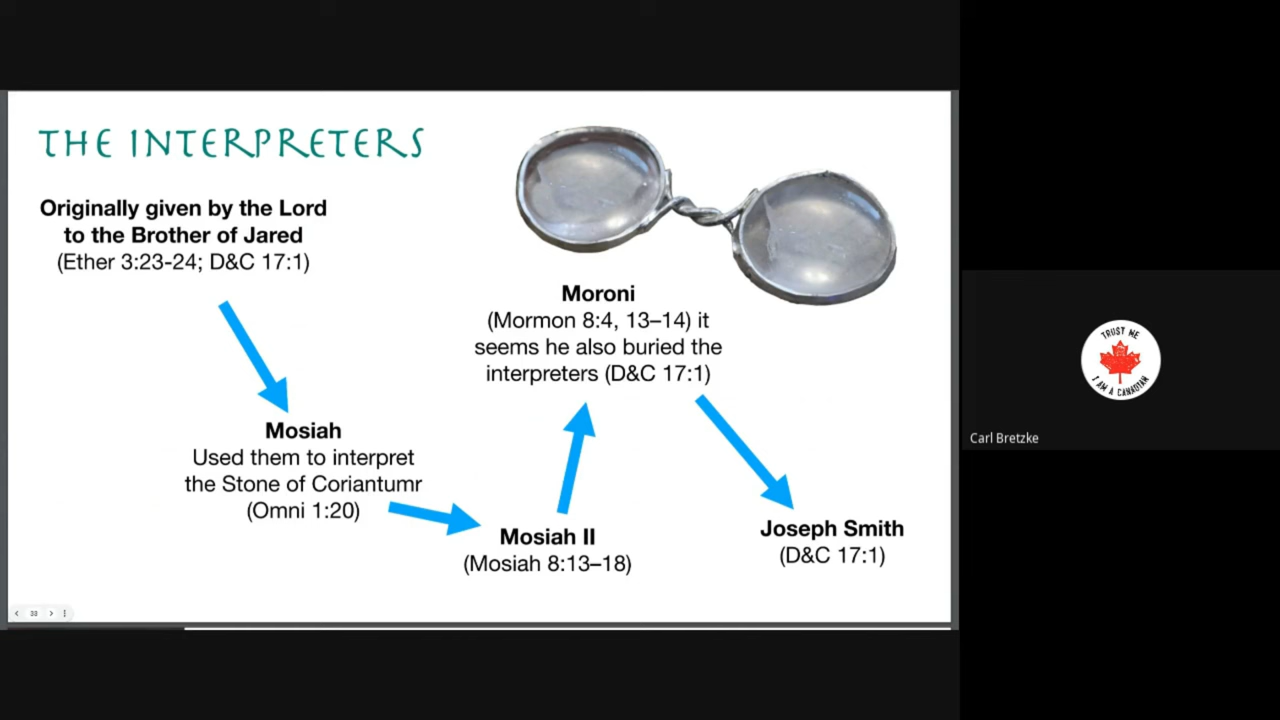 THE INTERPRETERS
Originally given by the Lord
to the Brother of Jared
(Ether 3:23-24; D&C 17:1)
Moroni
(Mormon 8:4, 13–14) it
seems he also buried the
interpreters (D&C 17:1)
Mosiah
Used them to interpret
the Stone of Coriantumr
(Omni 1:20)
Mosiah II
(Mosiah 8:13–18)
Joseph Smith
(D&C 17:1)
33
TRUST ME
I AM A CANADIAN
Carl Bretzke